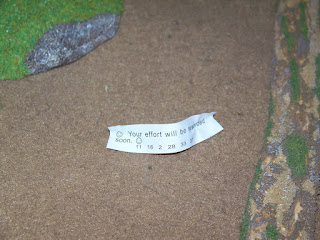 Your effort will be rewarded
soon.
11 16 2 28 33